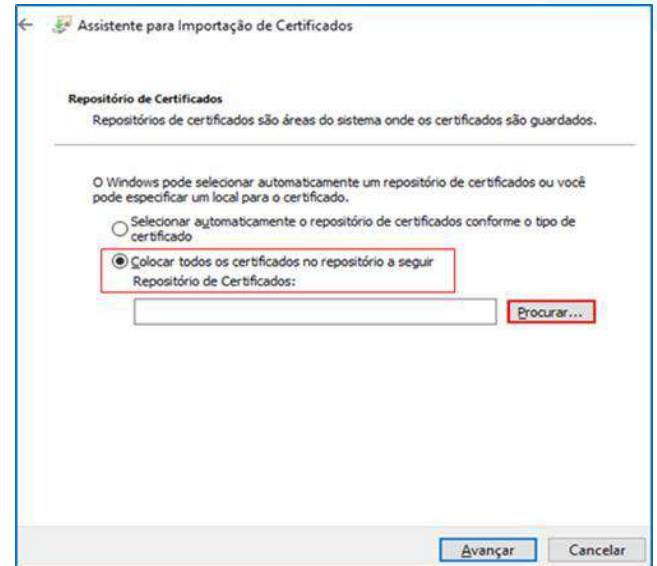 Assistente para Importação de Certificados
Repositório de Certificados
Repositórios de certificados são áreas do sistema onde os certificados são guardados.
O Windows pode selecionar automaticamente um repositório de certificados ou você
pode especificar um local para o certificado.
Selecionar automaticamente o repositório de certificados conforme o tipo de
certificado
Colocar todos os certificados no repositório a seguir
Repositório de Certificados:
Procurar...
Avançar Cancelar